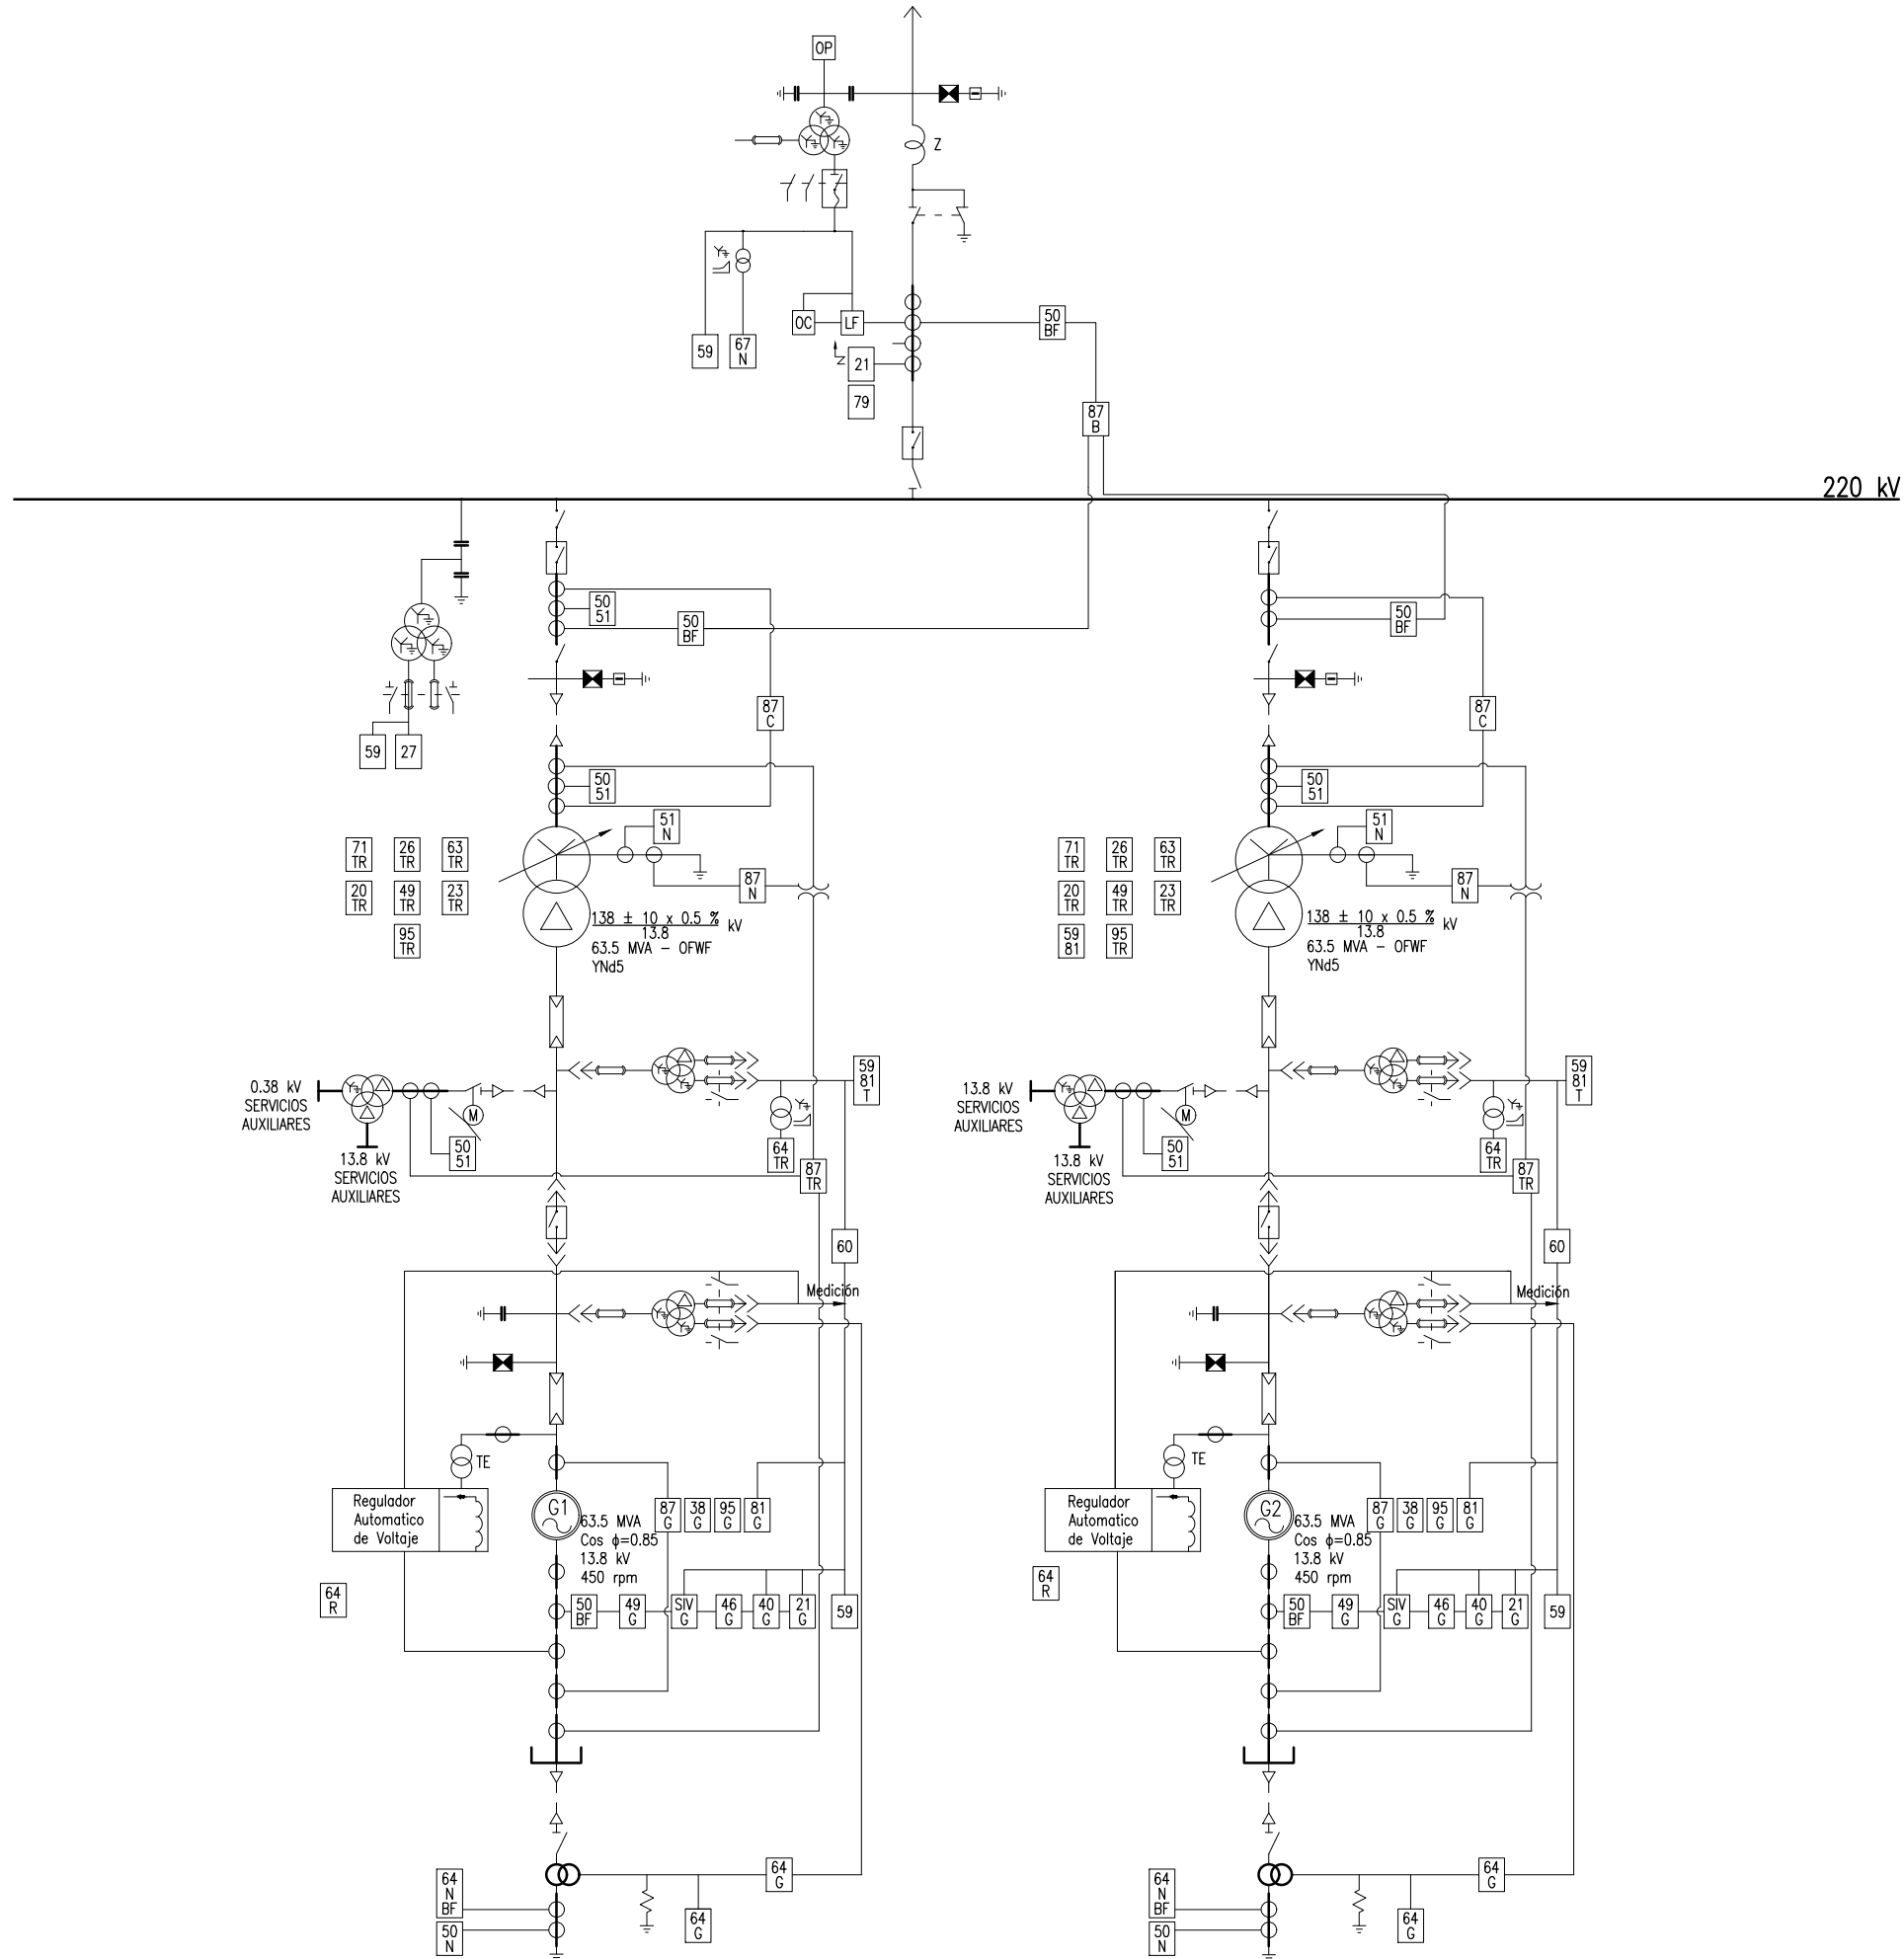 OP
Z
59
67
N
OC
LF
21
79
50
BF
87
B
220 kV
50
51
50
BF
50
BF
87
C
87
C
59
27
50
51
50
51
51
N
51
N
71
TR
26
TR
63
TR
20
TR
49
TR
23
TR
95
TR
87
N
138 ± 10 x 0.5 %
13.8
kV
63.5 MVA – OFWF
YNd5
71
TR
26
TR
63
TR
20
TR
49
TR
23
TR
59
81
95
TR
87
N
138 ± 10 x 0.5 %
13.8
kV
63.5 MVA – OFWF
YNd5
0.38 kV
SERVICIOS
AUXILIARES
13.8 kV
SERVICIOS
AUXILIARES
M
50
51
64
TR
87
TR
59
81
T
60
13.8 kV
SERVICIOS
AUXILIARES
13.8 kV
SERVICIOS
AUXILIARES
M
50
51
64
TR
87
TR
59
81
T
60
Medición
Medición
TE
Regulador
Automatico
de Voltaje
G1
63.5 MVA
Cos ϕ=0.85
13.8 kV
450 rpm
87
G
38
G
95
G
81
G
64
R
50
BF
49
G
SIV
G
46
G
40
G
21
G
59
TE
Regulador
Automatico
de Voltaje
G2
63.5 MVA
Cos ϕ=0.85
13.8 kV
450 rpm
87
G
38
G
95
G
81
G
64
R
50
BF
49
G
SIV
G
46
G
40
G
21
G
59
64
N
BF
50
N
64
G
64
G
64
N
BF
50
N
64
G
64
G